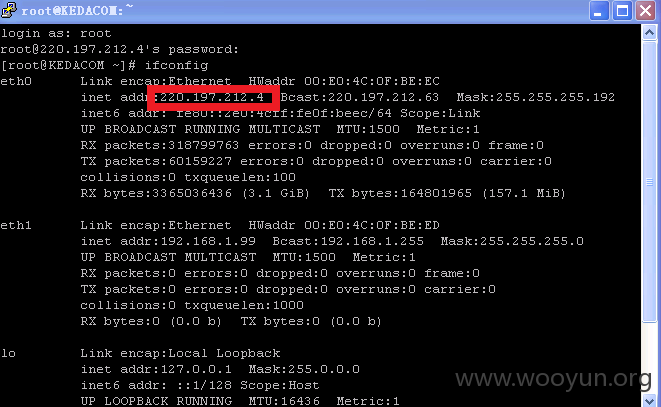 root@KEDACOM:~
login as: root
root@220.197.212.4's password:
[root@KEDACOM ~]# ifconfig
eth0 Link encap:Ethernet HWaddr 00:E0:4C:0F:BE:EC
inet addr:220.197.212.4 Bcast:220.197.212.63 Mask:255.255.255.192
inet6 addr: fe80::2e0:4cff:fe0f:beec/64 Scope:Link
UP BROADCAST RUNNING MULTICAST MTU:1500 Metric:1
RX packets:318799763 errors:0 dropped:0 overruns:0 frame:0
TX packets:60159227 errors:0 dropped:0 overruns:0 carrier:0
collisions:0 txqueuelen:100
RX bytes:3365036436 (3.1 GiB) TX bytes:164801965 (157.1 MiB)
eth1 Link encap:Ethernet HWaddr 00:E0:4C:0F:BE:ED
inet addr:192.168.1.99 Bcast:192.168.1.255 Mask:255.255.255.0
UP BROADCAST MULTICAST MTU:1500 Metric:1
RX packets:0 errors:0 dropped:0 overruns:0 frame:0
TX packets:0 errors:0 dropped:0 overruns:0 carrier:0
collisions:0 txqueuelen:1000
RX bytes:0 (0.0 b) TX bytes:0 (0.0 b)
lo Link encap:Local Loopback
inet addr:127.0.0.1 Mask:255.0.0.0
inet6 addr: ::1/128 Scope:Host
UP LOOPBACK RUNNING MTU:16436 Metric:1
www.wooyun.org